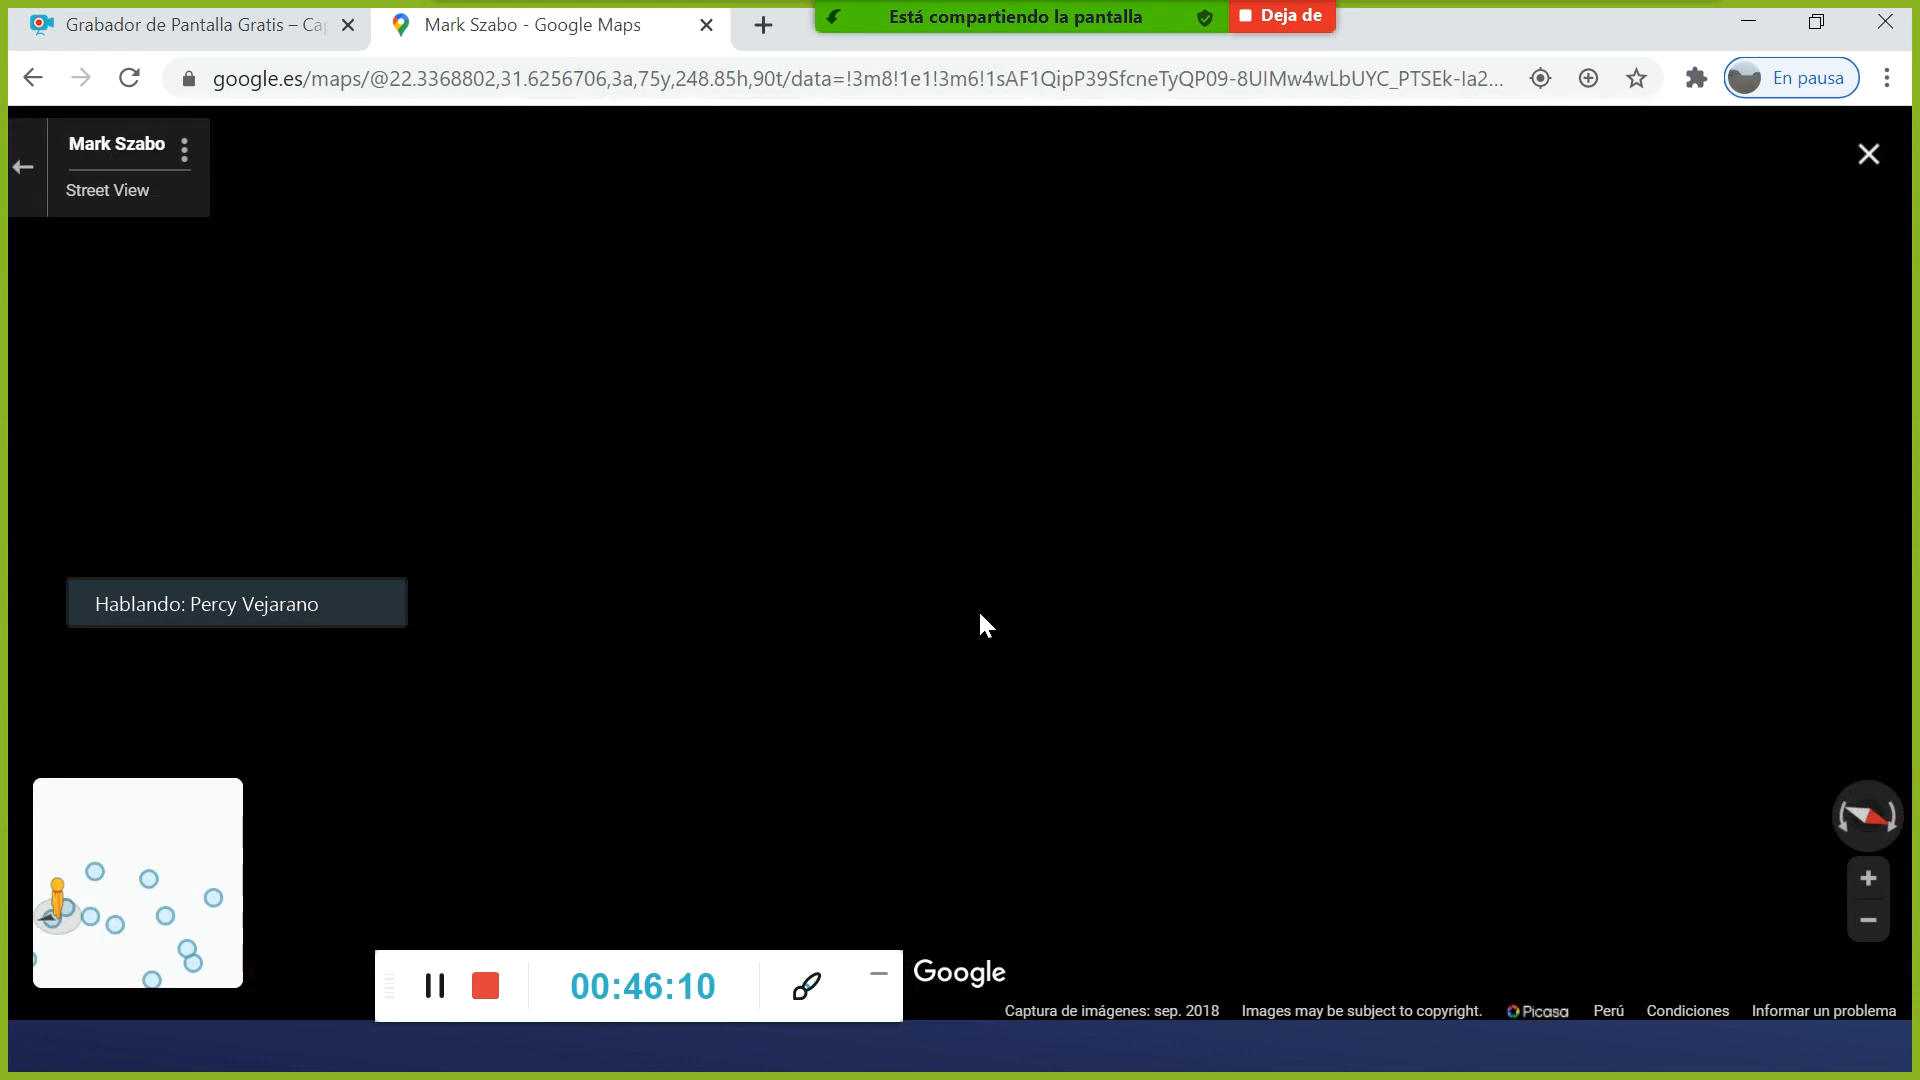 Grabador de Pantalla Gratis – Ca
Mark Szabo - Google Maps
Está compartiendo la pantalla
Deja de
google.es/maps/@22.3368802,31.6256706,3a,75y,248.85h,90t/data=!3m8!1e1!3m6!1sAF1QipP39SfcneTyQP09-8UIMw4wLbUYC_PTSEk-Ia2...
En pausa
Mark Szabo
Street View
Hablando: Percy Vejarano
00:46:10
Google
Captura de imágenes: sep. 2018
Images may be subject to copyright.
Picasa
Perú
Condiciones
Informar un problema